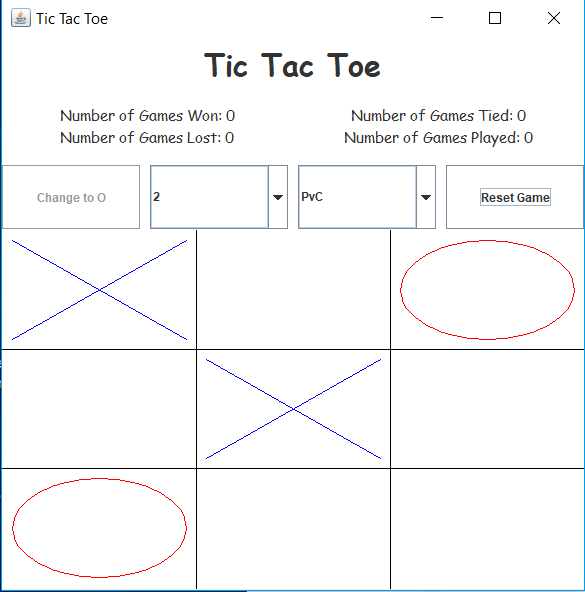 Tic Tac Toe
Tic Tac Toe
Number of Games Won: 0
Number of Games Tied: 0
Number of Games Lost: 0
Number of Games Played: 0
Change to O
2
PvC
Reset Game